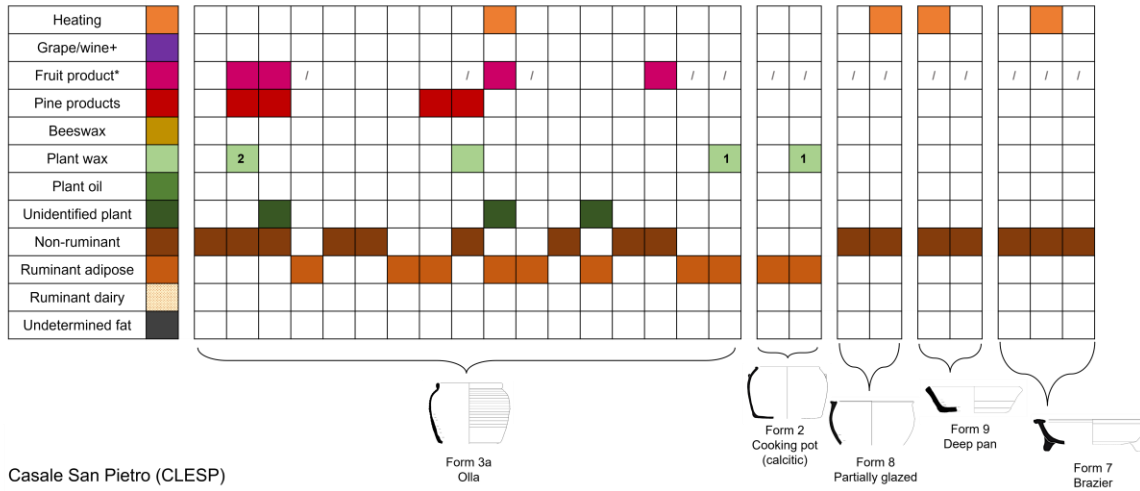 Heating
Grape/wine+
Fruit product* / / / / / / / / / / / / / /
Pine products
Beeswax
Plant wax 2 1 1
Plant oil
Unidentified plant
Non-ruminant
Ruminant adipose
Ruminant dairy
Undetermined fat
Form 3a
Olla
Form 2
Cooking pot
(calcitic)
Form 8
Partially glazed
Form 9
Deep pan
Form 7
Brazier
Casale San Pietro (CLESP)